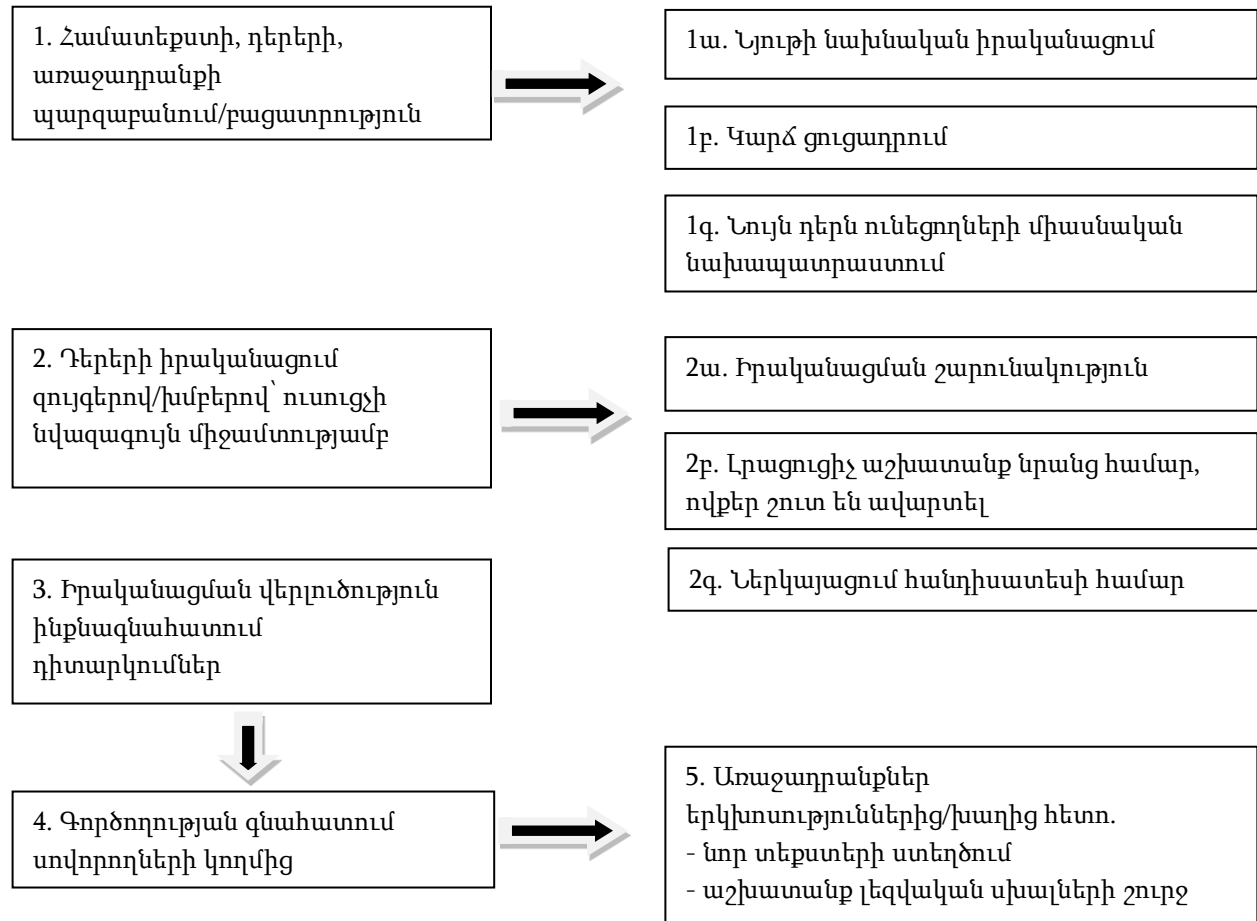 1. Համատեքստի, դերերի,
առաջադրանքի
պարզաբանում/բացատրություն
1ա. Նյութի նախնական իրականացում
1բ. Կարճ ցուցադրում
1գ. Նույն դերն ունեցողների միասնական
նախապատրաստում
2. Դերերի իրականացում
զույգերով/խմբերով՝ ուսուցչի
նվազագույն միջամտությամբ
2ա. Իրականացման շարունակություն
2բ. Լրացուցիչ աշխատանք նրանց համար,
ովքեր շուտ են ավարտել
2գ. Ներկայացում հանդիսատեսի համար
3. Իրականացման վերլուծություն
ինքնագնահատում
դիտարկումներ
4. Գործողության գնահատում
սովորողների կողմից
5. Առաջադրանքներ
երկխոսություններից/խաղից հետո.
- նոր տեքստերի ստեղծում
- աշխատանք լեզվական սխալների շուրջ